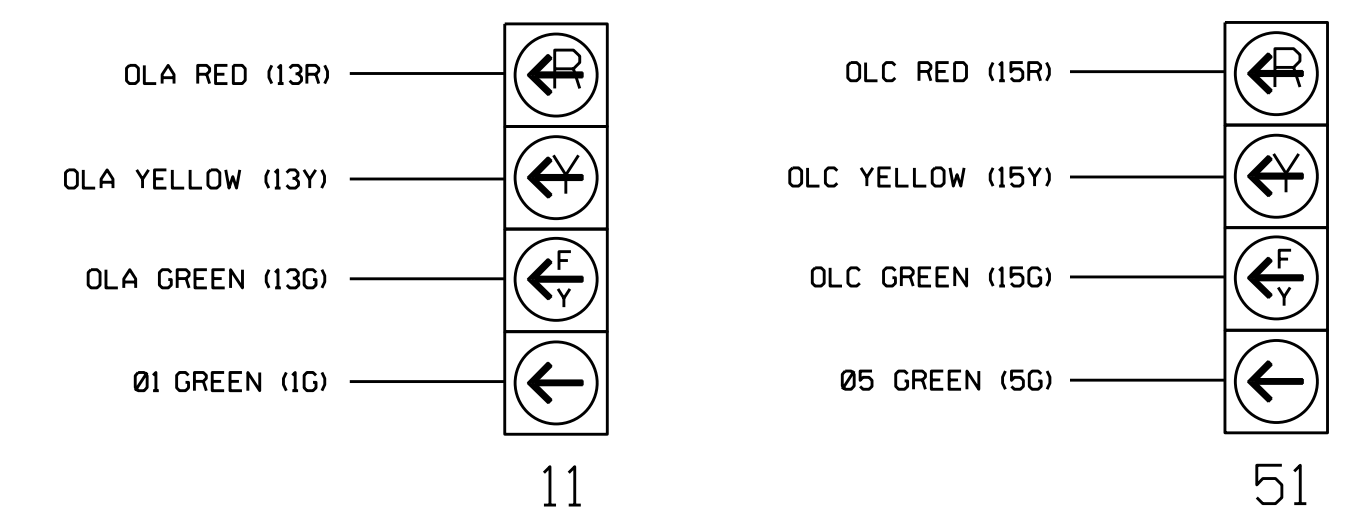 OLA RED (13R)
R
OLA YELLOW (13Y)
Y
OLA GREEN (13G)
F
Y
Ø1 GREEN (1G)
11
OLC RED (15R)
R
OLC YELLOW (15Y)
Y
OLC GREEN (15G)
F
Y
Ø5 GREEN (5G)
51